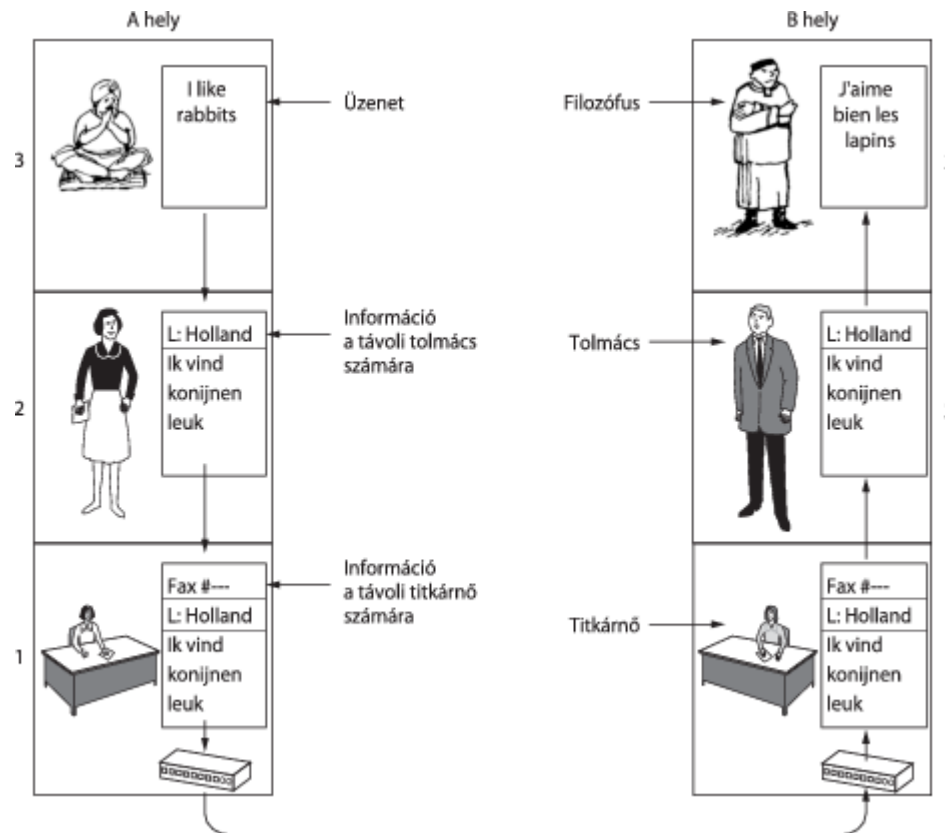 A hely
B hely
3
I like
rabbits
Üzenet
Filozófus
J'aime
bien les
lapins
2
L: Holland
Ik vind
konijnen
leuk
Információ
a távoli tolmács
számára
Tolmács
L: Holland
Ik vind
konijnen
leuk
1
Fax #---
L: Holland
Ik vind
konijnen
leuk
Információ
a távoli titkárnő
számára
Titkárnő
Fax #---
L: Holland
Ik vind
konijnen
leuk